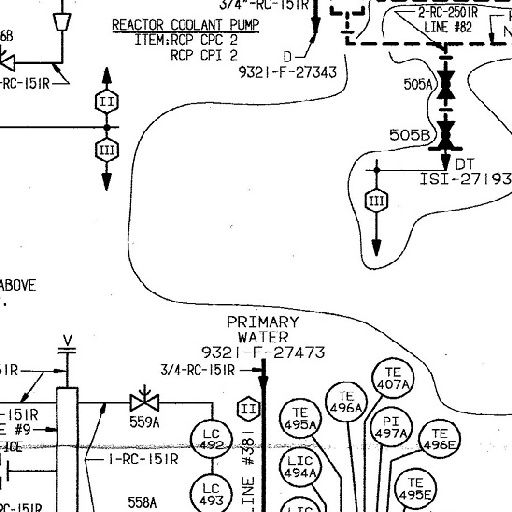 3/4"-RC-151R
REACTOR COOLANT PUMP
ITEM:RCP CPC 2
RCP CPI 2
D
9321-F-27343
2-RC-2501R
LINE #82
6B
-RC-151R
II
III
505A
505B
DT
ISI-27193
III
ABOVE
PRIMARY
WATER
9321-F-27473
V
3/4-RC-151R
51R
-151R
E #9
559A
II
LINE #381
LC
492
LC
493
1-RC-151R
558A
RC-151R
TE
407A
TE
496A
TE
495A
PI
497A
TE
496E
LIC
494A
TE
495E
LIC